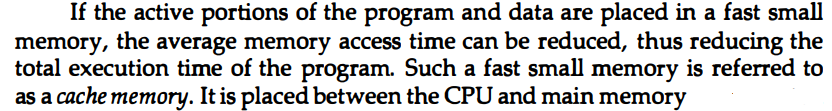 If the active portions of the program and data are placed in a fast small
memory, the average memory access time can be reduced, thus reducing the
total execution time of the program. Such a fast small memory is referred to
as a cache memory. It is placed between the CPU and main memory